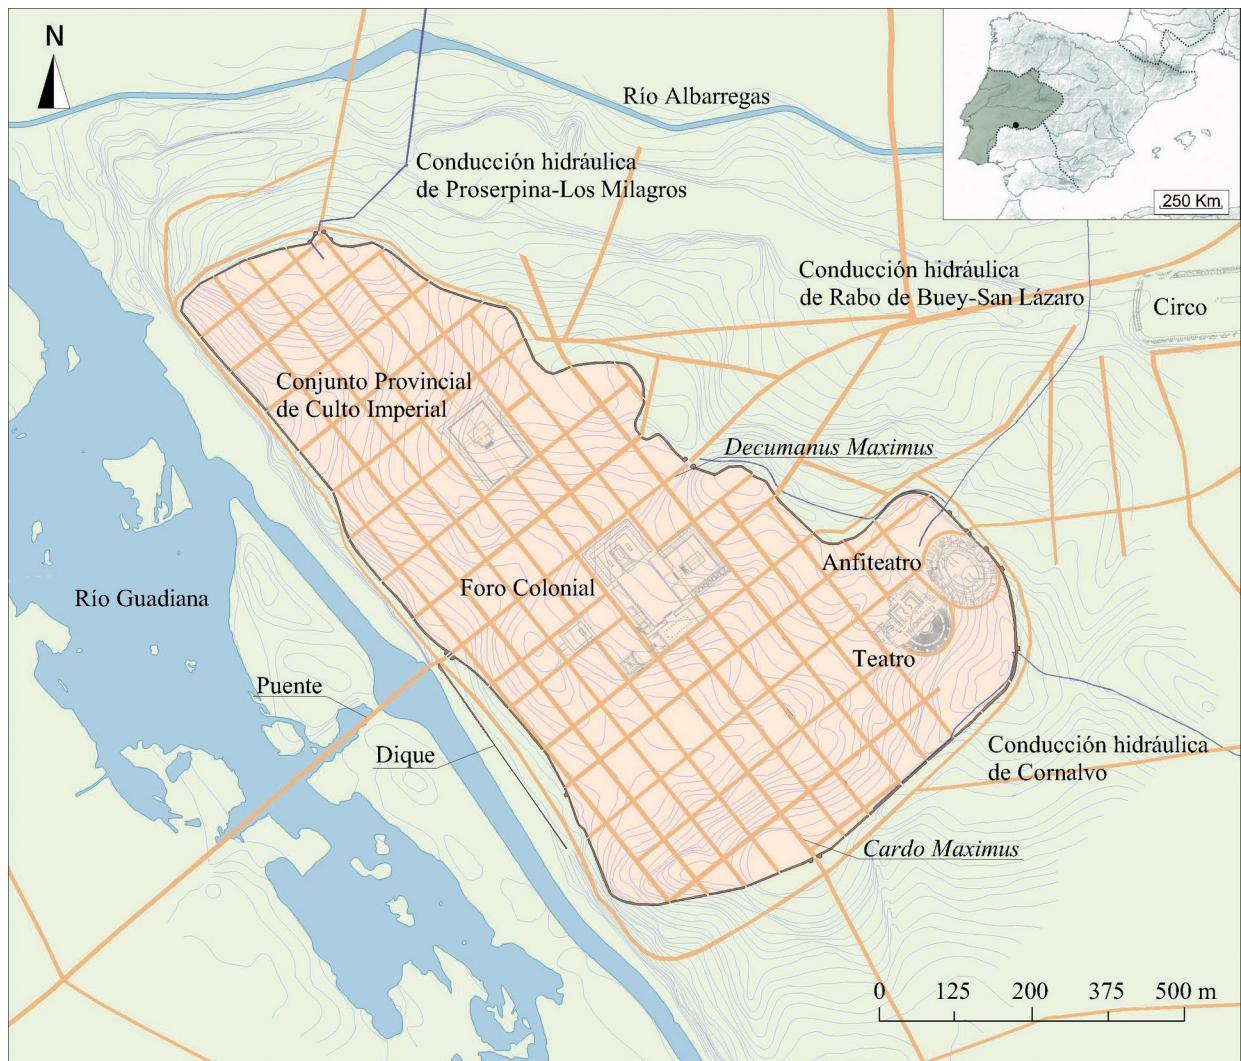 N
Río Albarregas
Conducción hidráulica
de Proserpina-Los Milagros
250 Km
Conducción hidráulica
de Rabo de Buey-San Lázaro
Circo
Conjunto Provincial
de Culto Imperial
Decumanus Maximus
Anfiteatro
Foro Colonial
Río Guadiana
Teatro
Puente
Dique
Conducción hidráulica
de Cornalvo
Cardo Maximus
0 125 200 375 500 m